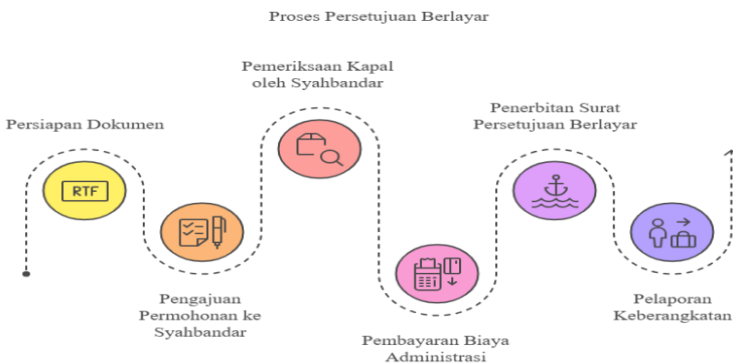 Proses Persetujuan Berlayar
Persiapan Dokumen
RTF
Pengajuan
Permohonan ke
Syahbandar
Pemeriksaan Kapal
oleh Syahbandar
Pembayaran Biaya
Administrasi
Penerbitan Surat
Persetujuan Berlayar
Pelaporan
Keberangkatan